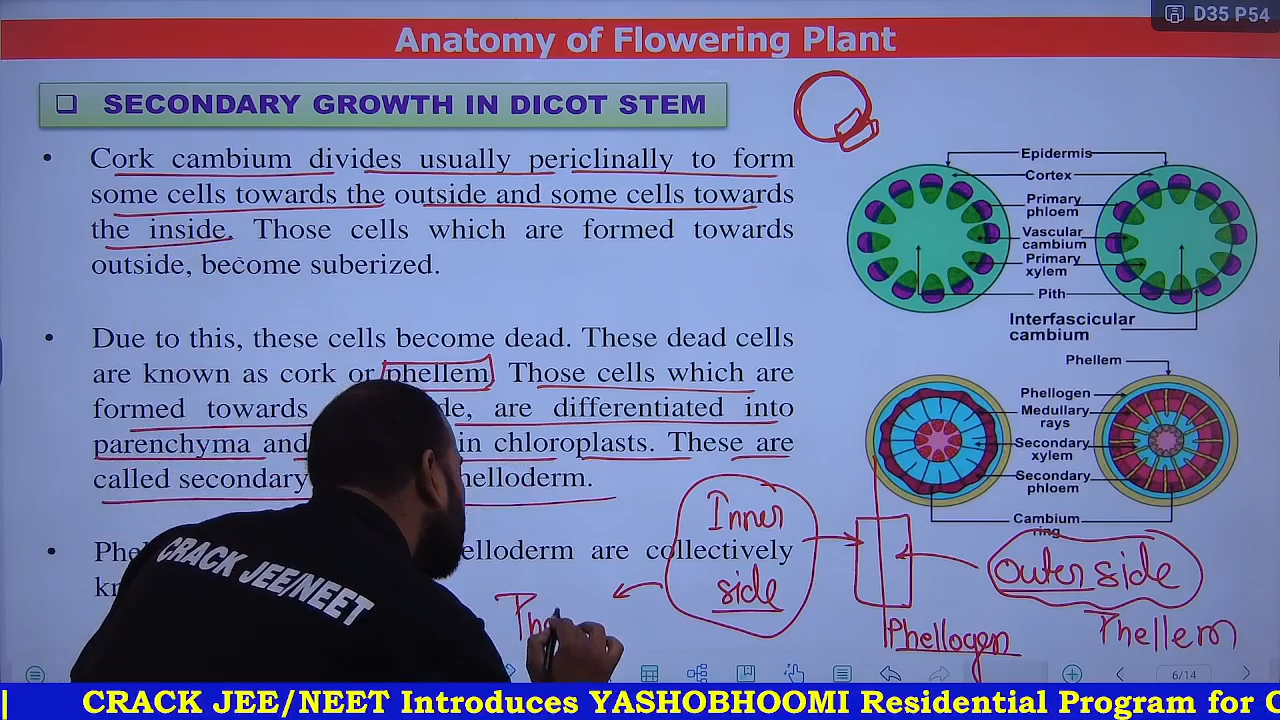 D35 P54
Anatomy of Flowering Plant
SECONDARY GROWTH IN DICOT STEM
Cork cambium divides usually periclinally to form
some cells towards the outside and some cells towards
the inside. Those cells which are formed towards
outside, become suberized.
Due to this, these cells become dead. These dead cells
are known as cork or phellem. Those cells which are
formed towards de, are differentiated into
parenchyma and in chloroplasts. These are
called secondary helloderm.
Phe elloderm are collectively
Epidermis
Cortex
Primary
phloem
Vascular
cambium
Primary
xylem
Pith
Interfascicular
cambium
Phellem
Phellogen
Medullary
rays
Secondary
xylem
Secondary
phloem
Cambium
ring
Inner
side
outer side
Phellogen
Phellem
Phe
CRACK JEE/NEET
6/14
CRACK JEE/NEET Introduces YASHOBHOOMI Residential Program for